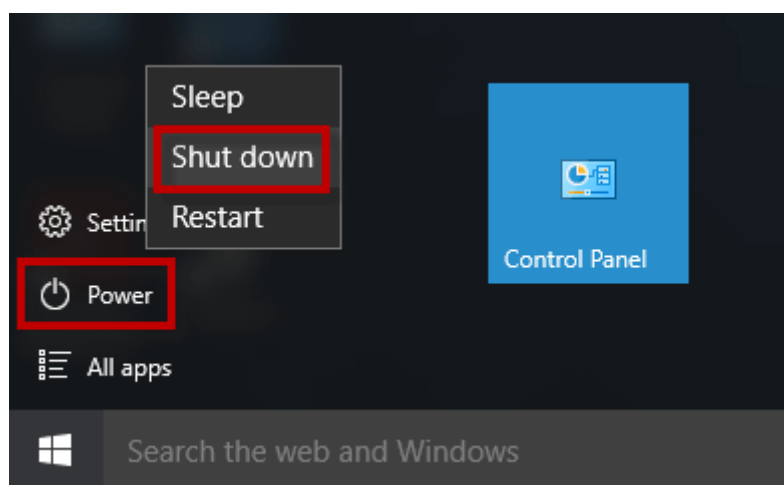 Sleep
Shut down
Restart
Settin
Power
All apps
Control Panel
Search the web and Windows